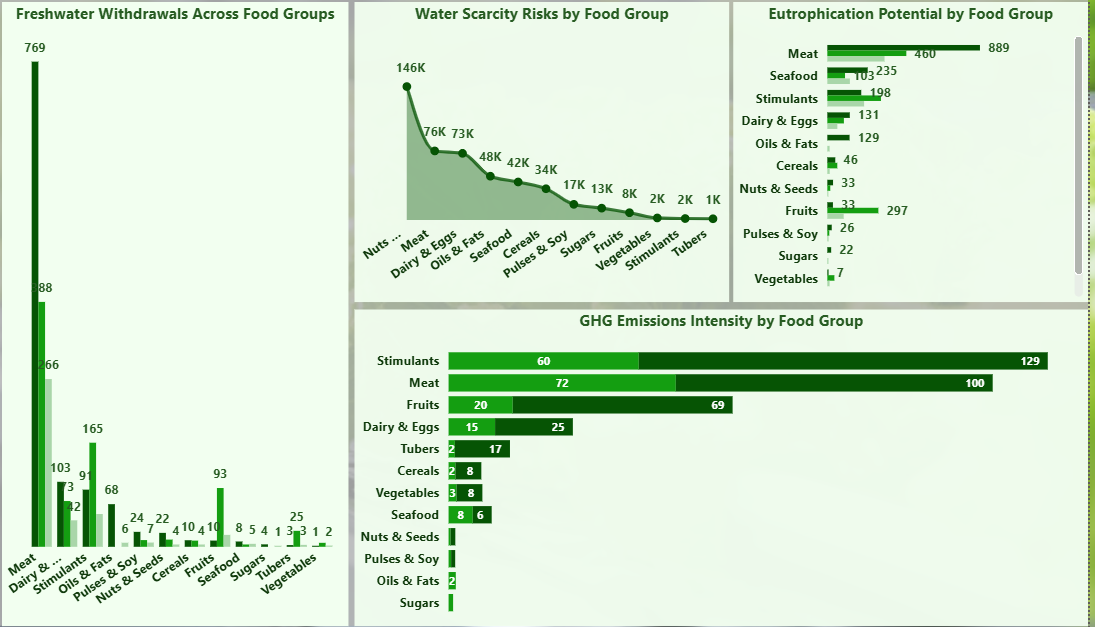 Freshwater Withdrawals Across Food Groups
769
388
266
103
73
42
91
165
68
6
24
7
22
4
10
4
10
93
8
5
4
1
3
25
3
1
2
Meat
Dairy & ...
Stimulants
Oils & Fats
Pulses & Soy
Nuts & Seeds
Cereals
Fruits
Seafood
Sugars
Tubers
Vegetables
Water Scarcity Risks by Food Group
146K
76K
73K
48K
42K
34K
17K
13K
8K
2K
2K
1K
Nuts ...
Meat
Dairy & Eggs
Oils & Fats
Seafood
Cereals
Pulses & Soy
Sugars
Fruits
Vegetables
Stimulants
Tubers
Eutrophication Potential by Food Group
Meat 889
460
Seafood 235
103
Stimulants 198
Dairy & Eggs 131
Oils & Fats 129
Cereals 46
Nuts & Seeds 33
33
Fruits 297
Pulses & Soy 26
Sugars 22
Vegetables 7
GHG Emissions Intensity by Food Group
Stimulants 60 129
Meat 72 100
Fruits 20 69
Dairy & Eggs 15 25
Tubers 2 17
Cereals 2 8
Vegetables 3 8
Seafood 8 6
Nuts & Seeds
Pulses & Soy
Oils & Fats 2
Sugars